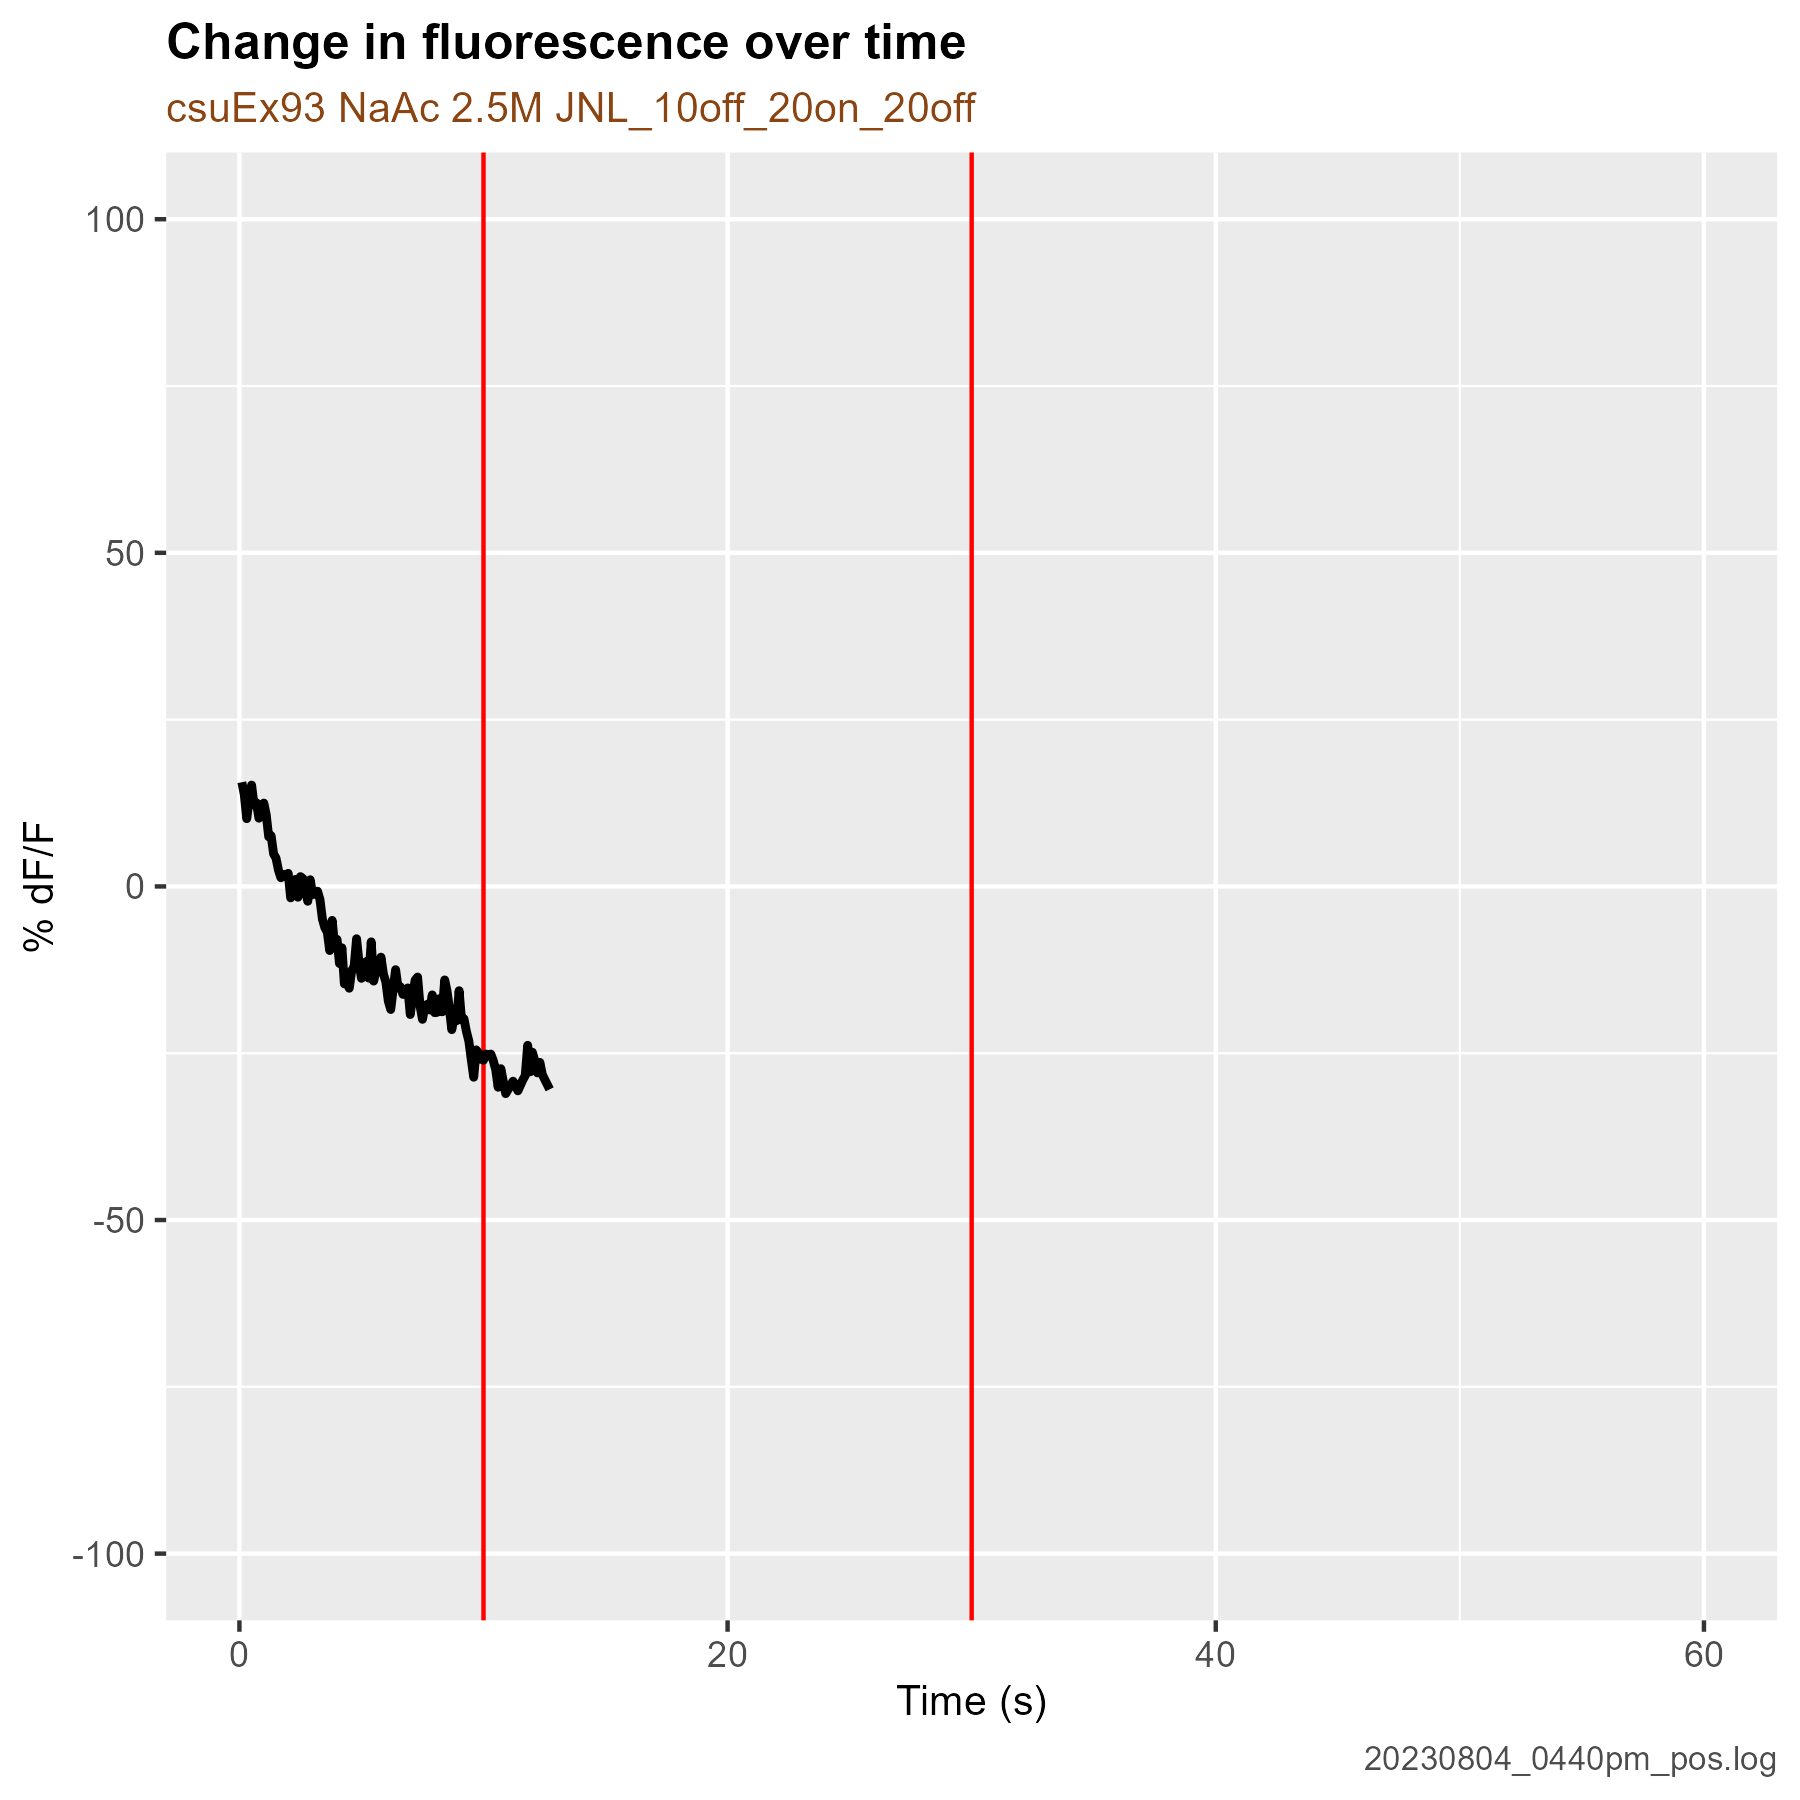 Change in fluorescence over time
csuEx93 NaAc 2.5M JNL_10off_20on_20off
100
50
0
-50
-100
% dF/F
0 20 40 60
Time (s)
20230804_0440pm_pos.log